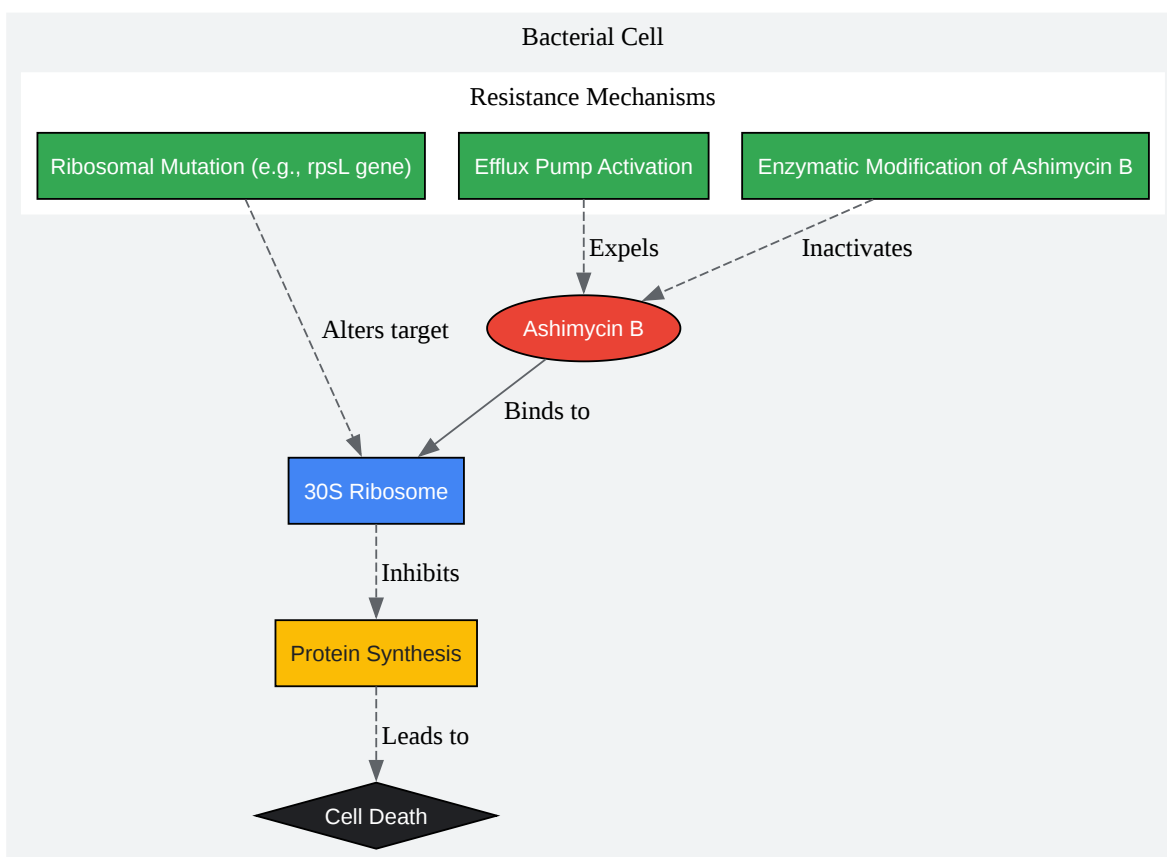 Bacterial Cell
Resistance Mechanisms
Ribosomal Mutation (e.g., rpsL gene)
Efflux Pump Activation
Enzymatic Modification of Ashimycin B
Expels
Inactivates
Alters target
Ashimycin B
Binds to
30S Ribosome
Inhibits
Protein Synthesis
Leads to
Cell Death